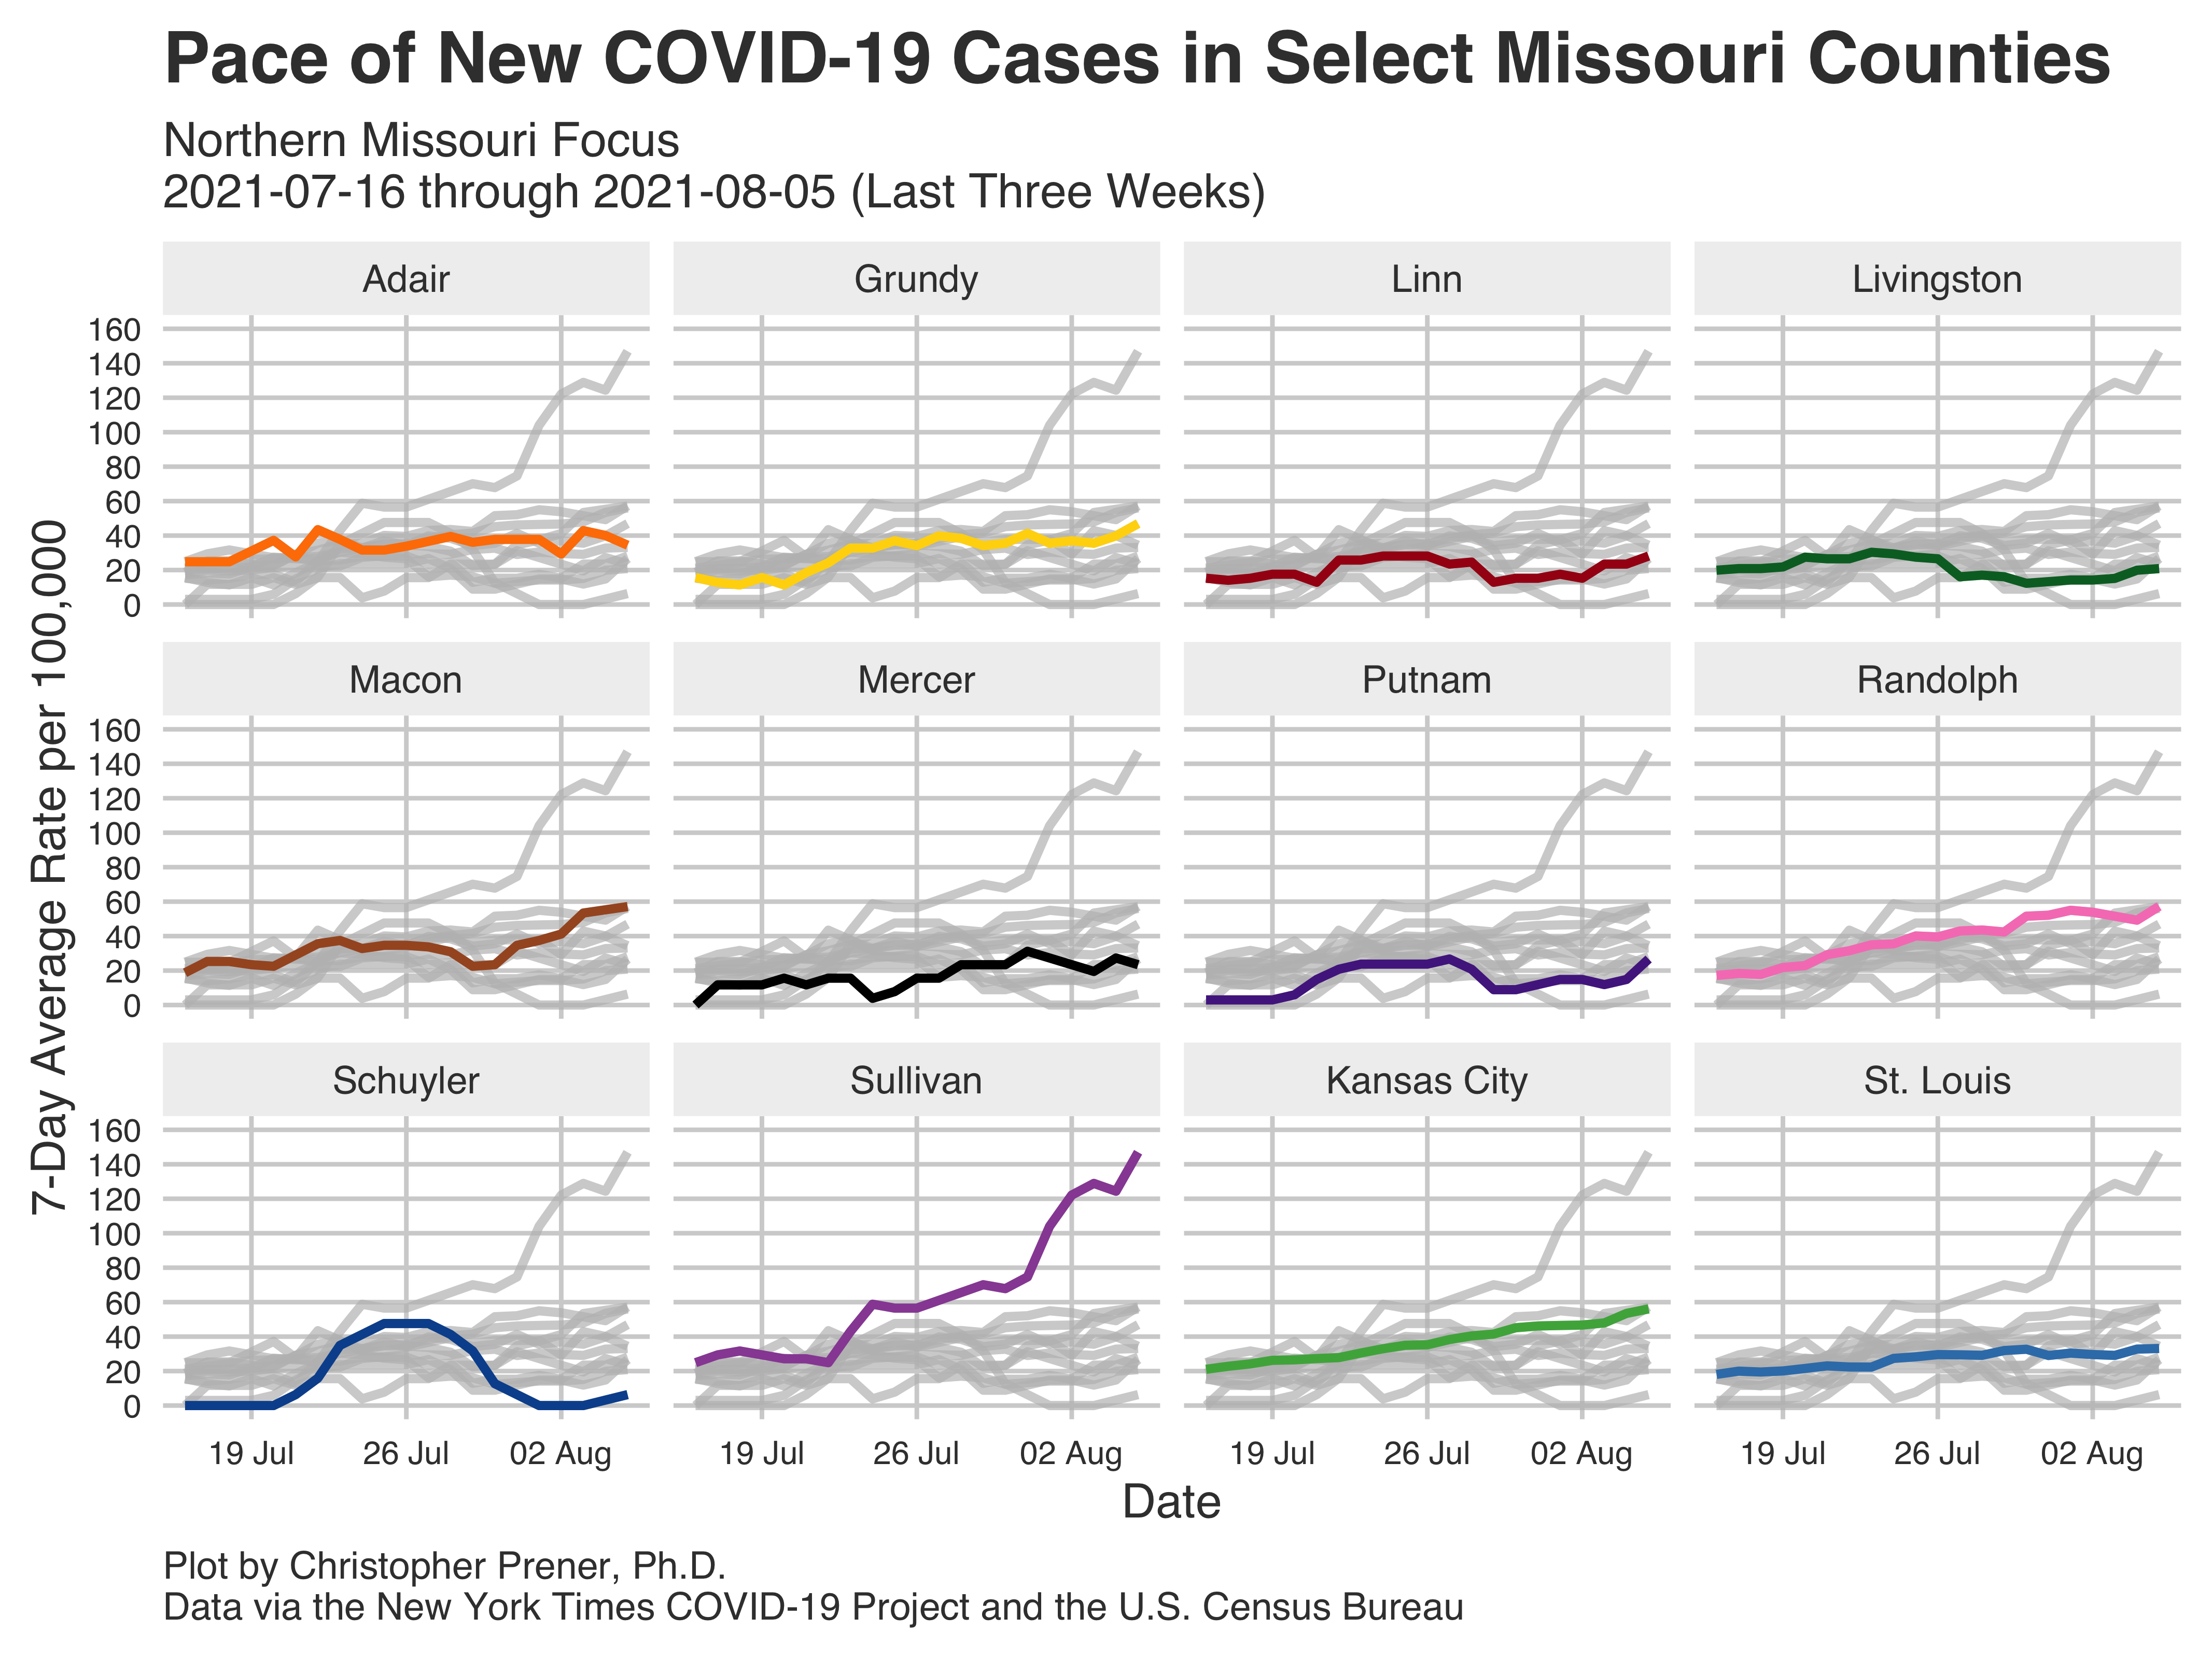 Pace of New COVID-19 Cases in Select Missouri Counties
Northern Missouri Focus
2021-07-16 through 2021-08-05 (Last Three Weeks)
Adair
Grundy
Linn
Livingston
160
140
120
100
80
60
40
20
0
Macon
Mercer
Putnam
Randolph
160
140
120
100
80
60
40
20
0
Schuyler
Sullivan
Kansas City
St. Louis
160
140
120
100
80
60
40
20
0
7-Day Average Rate per 100,000
19 Jul 26 Jul 02 Aug
19 Jul 26 Jul 02 Aug
19 Jul 26 Jul 02 Aug
19 Jul 26 Jul 02 Aug
Date
Plot by Christopher Prener, Ph.D.
Data via the New York Times COVID-19 Project and the U.S. Census Bureau